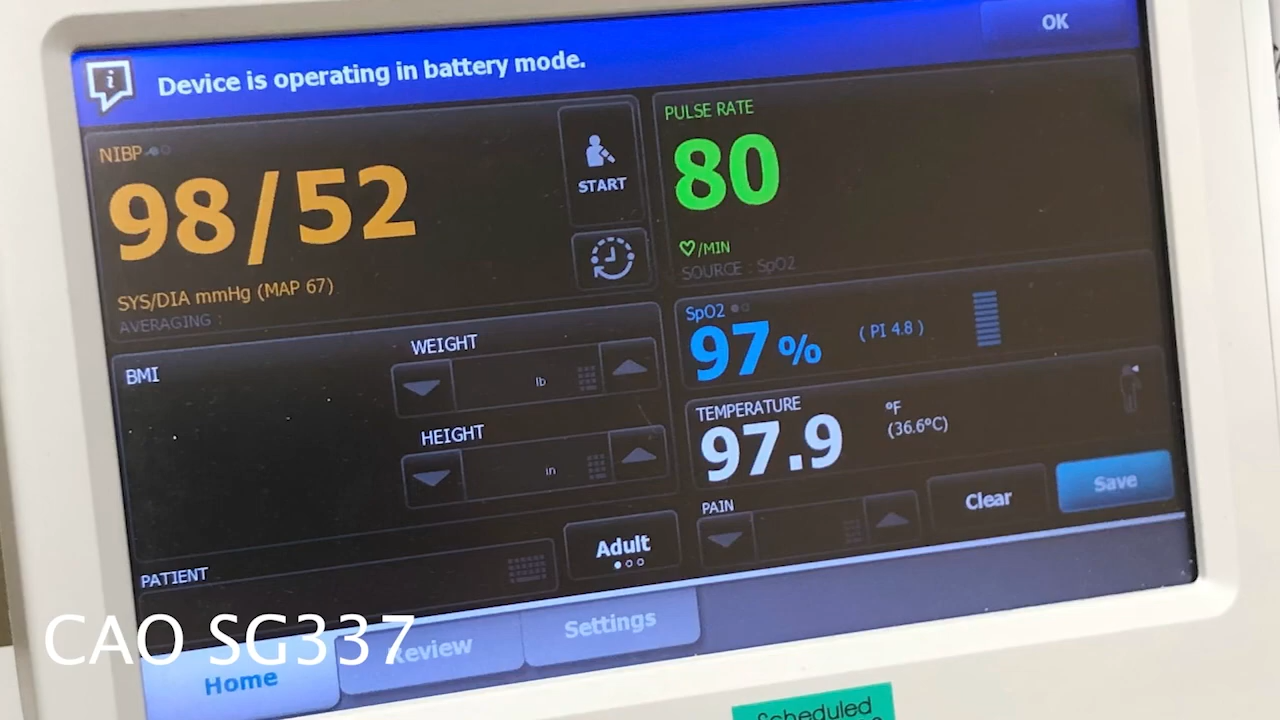 Device is operating in battery mode.
OK
NIBP
98/52
SYS/DIA mmHg (MAP 67)
AVERAGING :
START
PULSE RATE
80
/MIN
SOURCE : SpO2
SpO2
97%
( PI 4.8 )
BMI
WEIGHT
lb
HEIGHT
in
TEMPERATURE
97.9
°F
(36.6°C)
PAIN
Clear
Save
PATIENT
Adult
Home
Review
Settings
CAO SG337
Scheduled